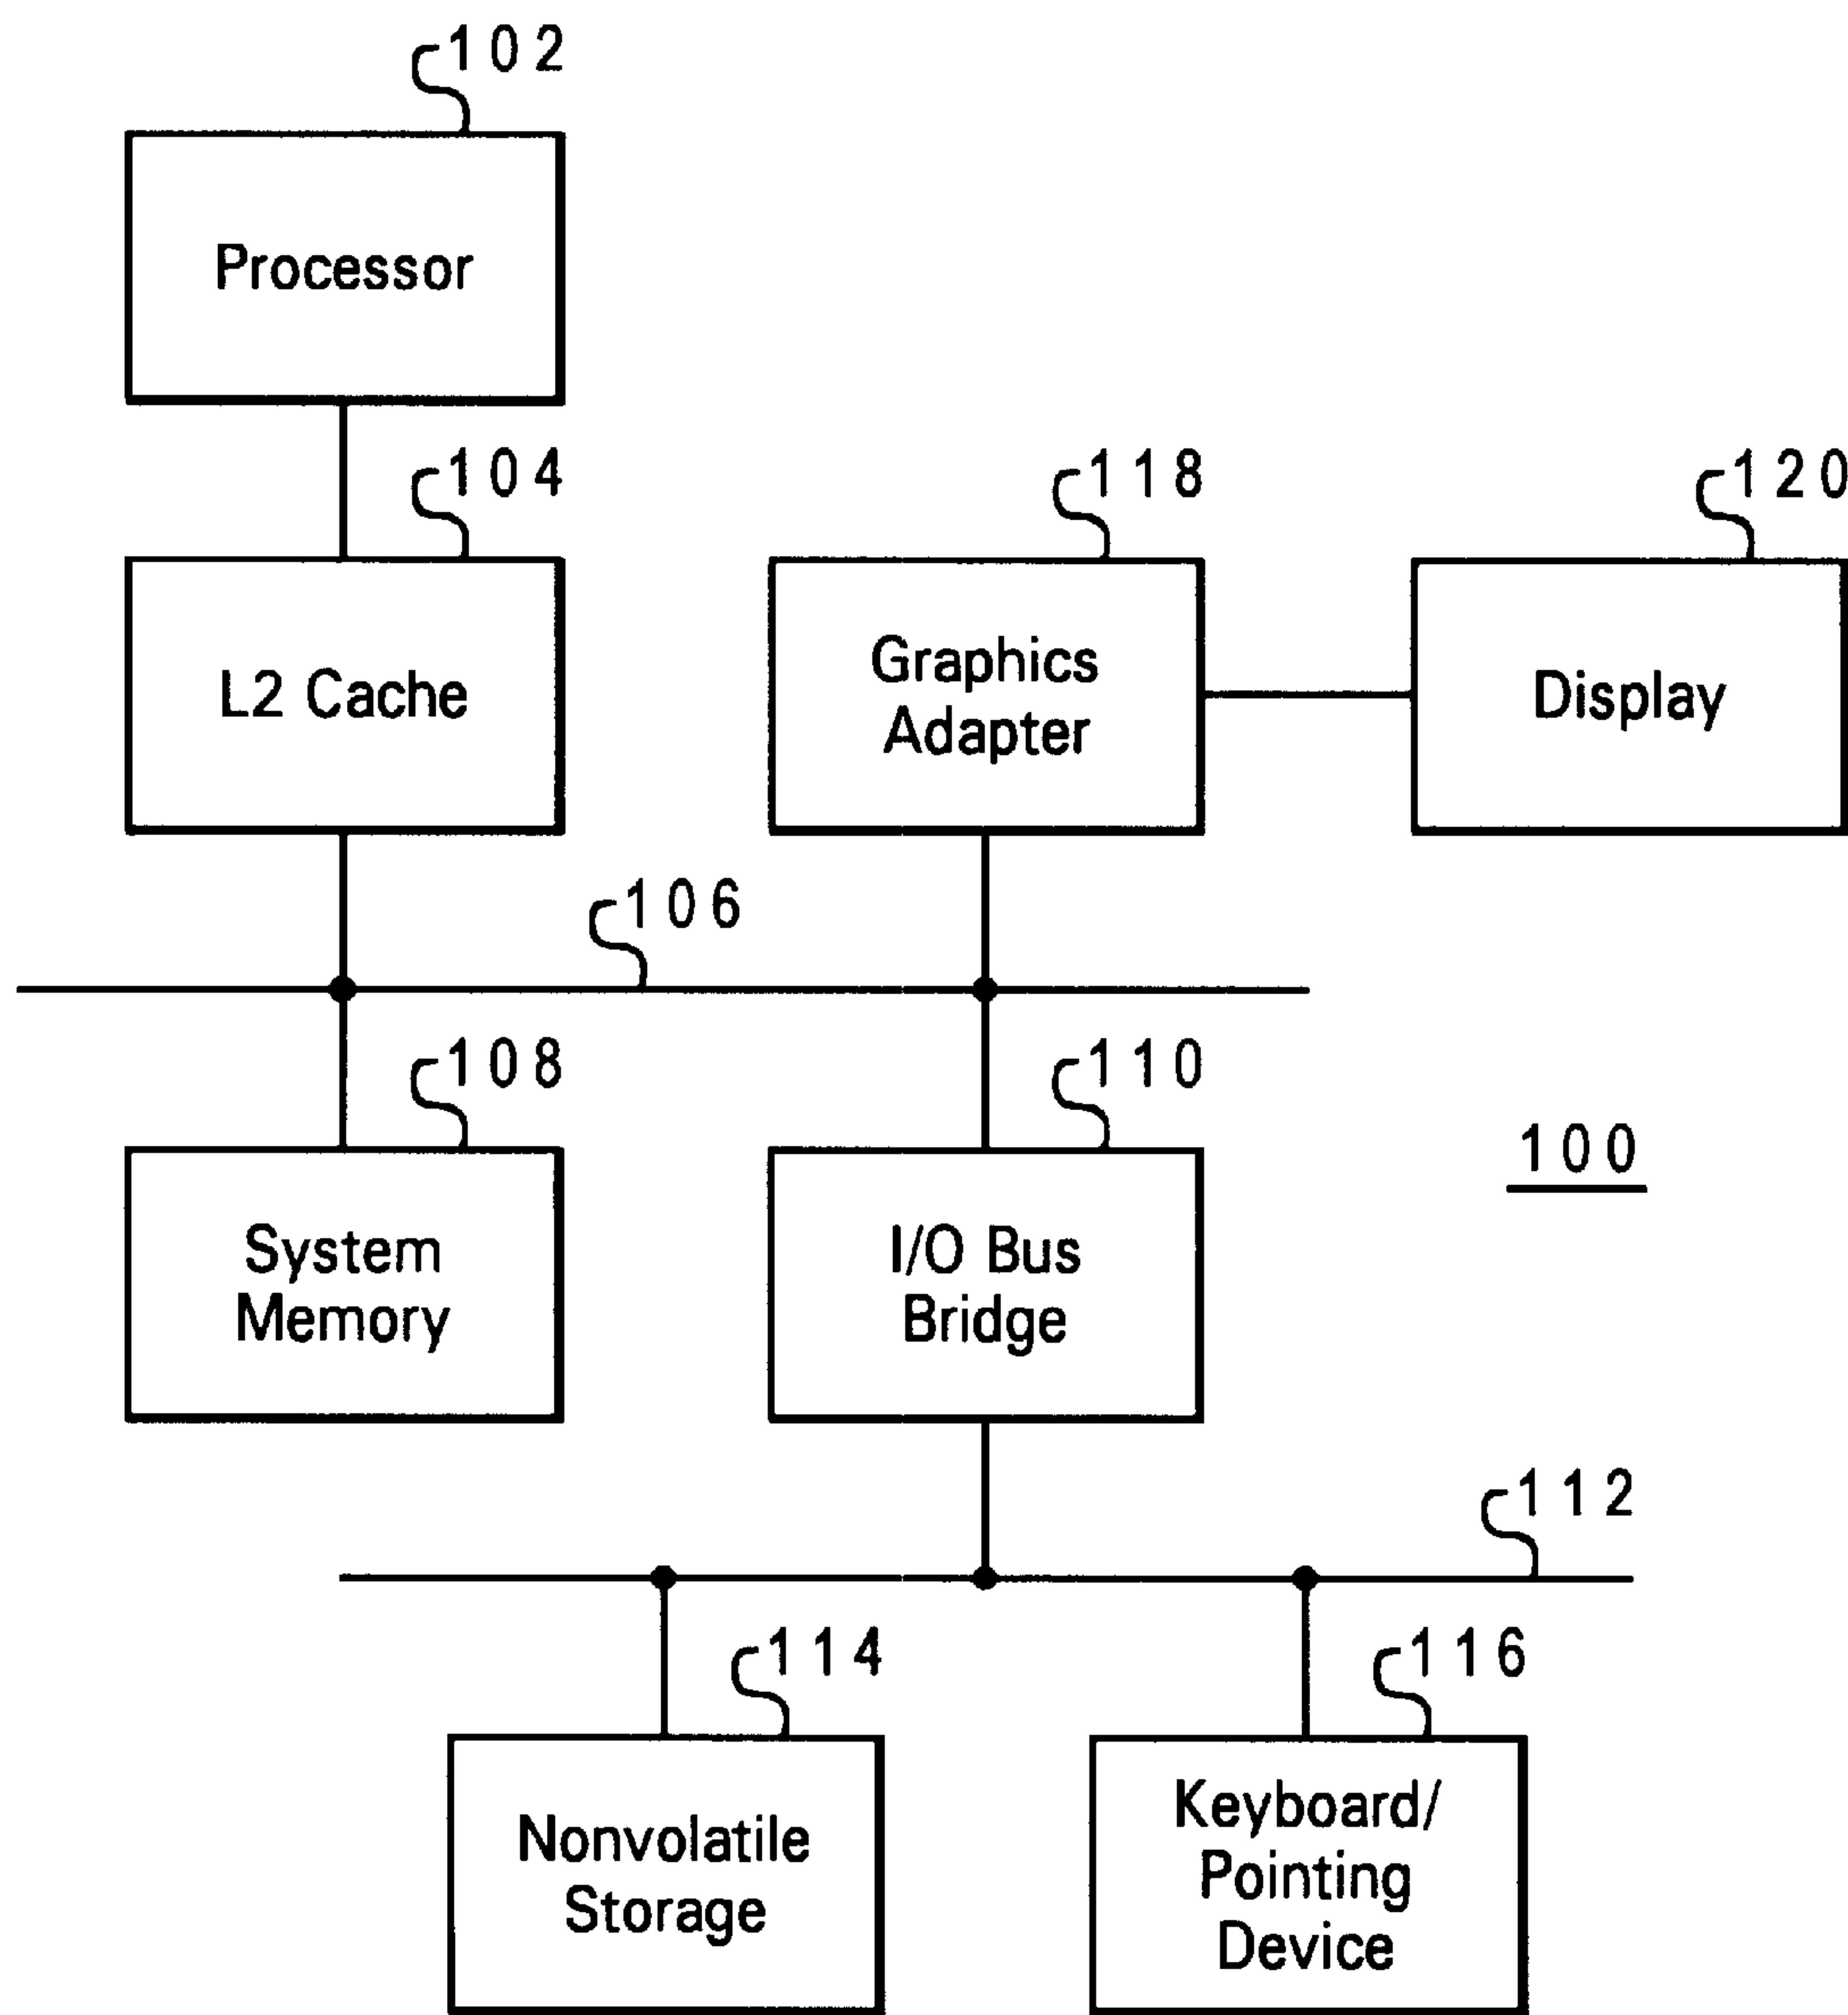 102
Processor
104
118
120
L2 Cache
Graphics
Adapter
Display
106
108
110
100
System
Memory
I/O Bus
Bridge
112
114
116
Nonvolatile
Storage
Keyboard/
Pointing
Device